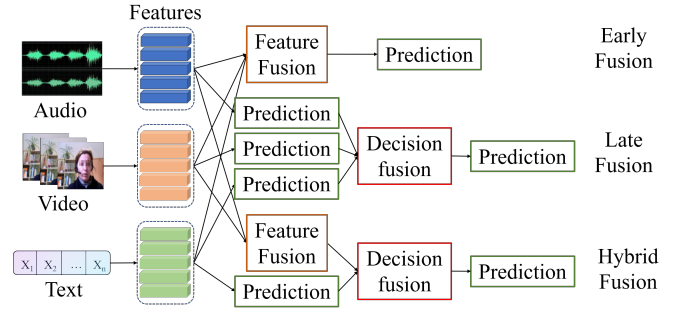 Features
Audio
Video
X1 X2 ... Xn
Text
Feature
Fusion
Prediction
Early
Fusion
Prediction
Prediction
Prediction
Decision
fusion
Prediction
Late
Fusion
Feature
Fusion
Prediction
Decision
fusion
Prediction
Hybrid
Fusion